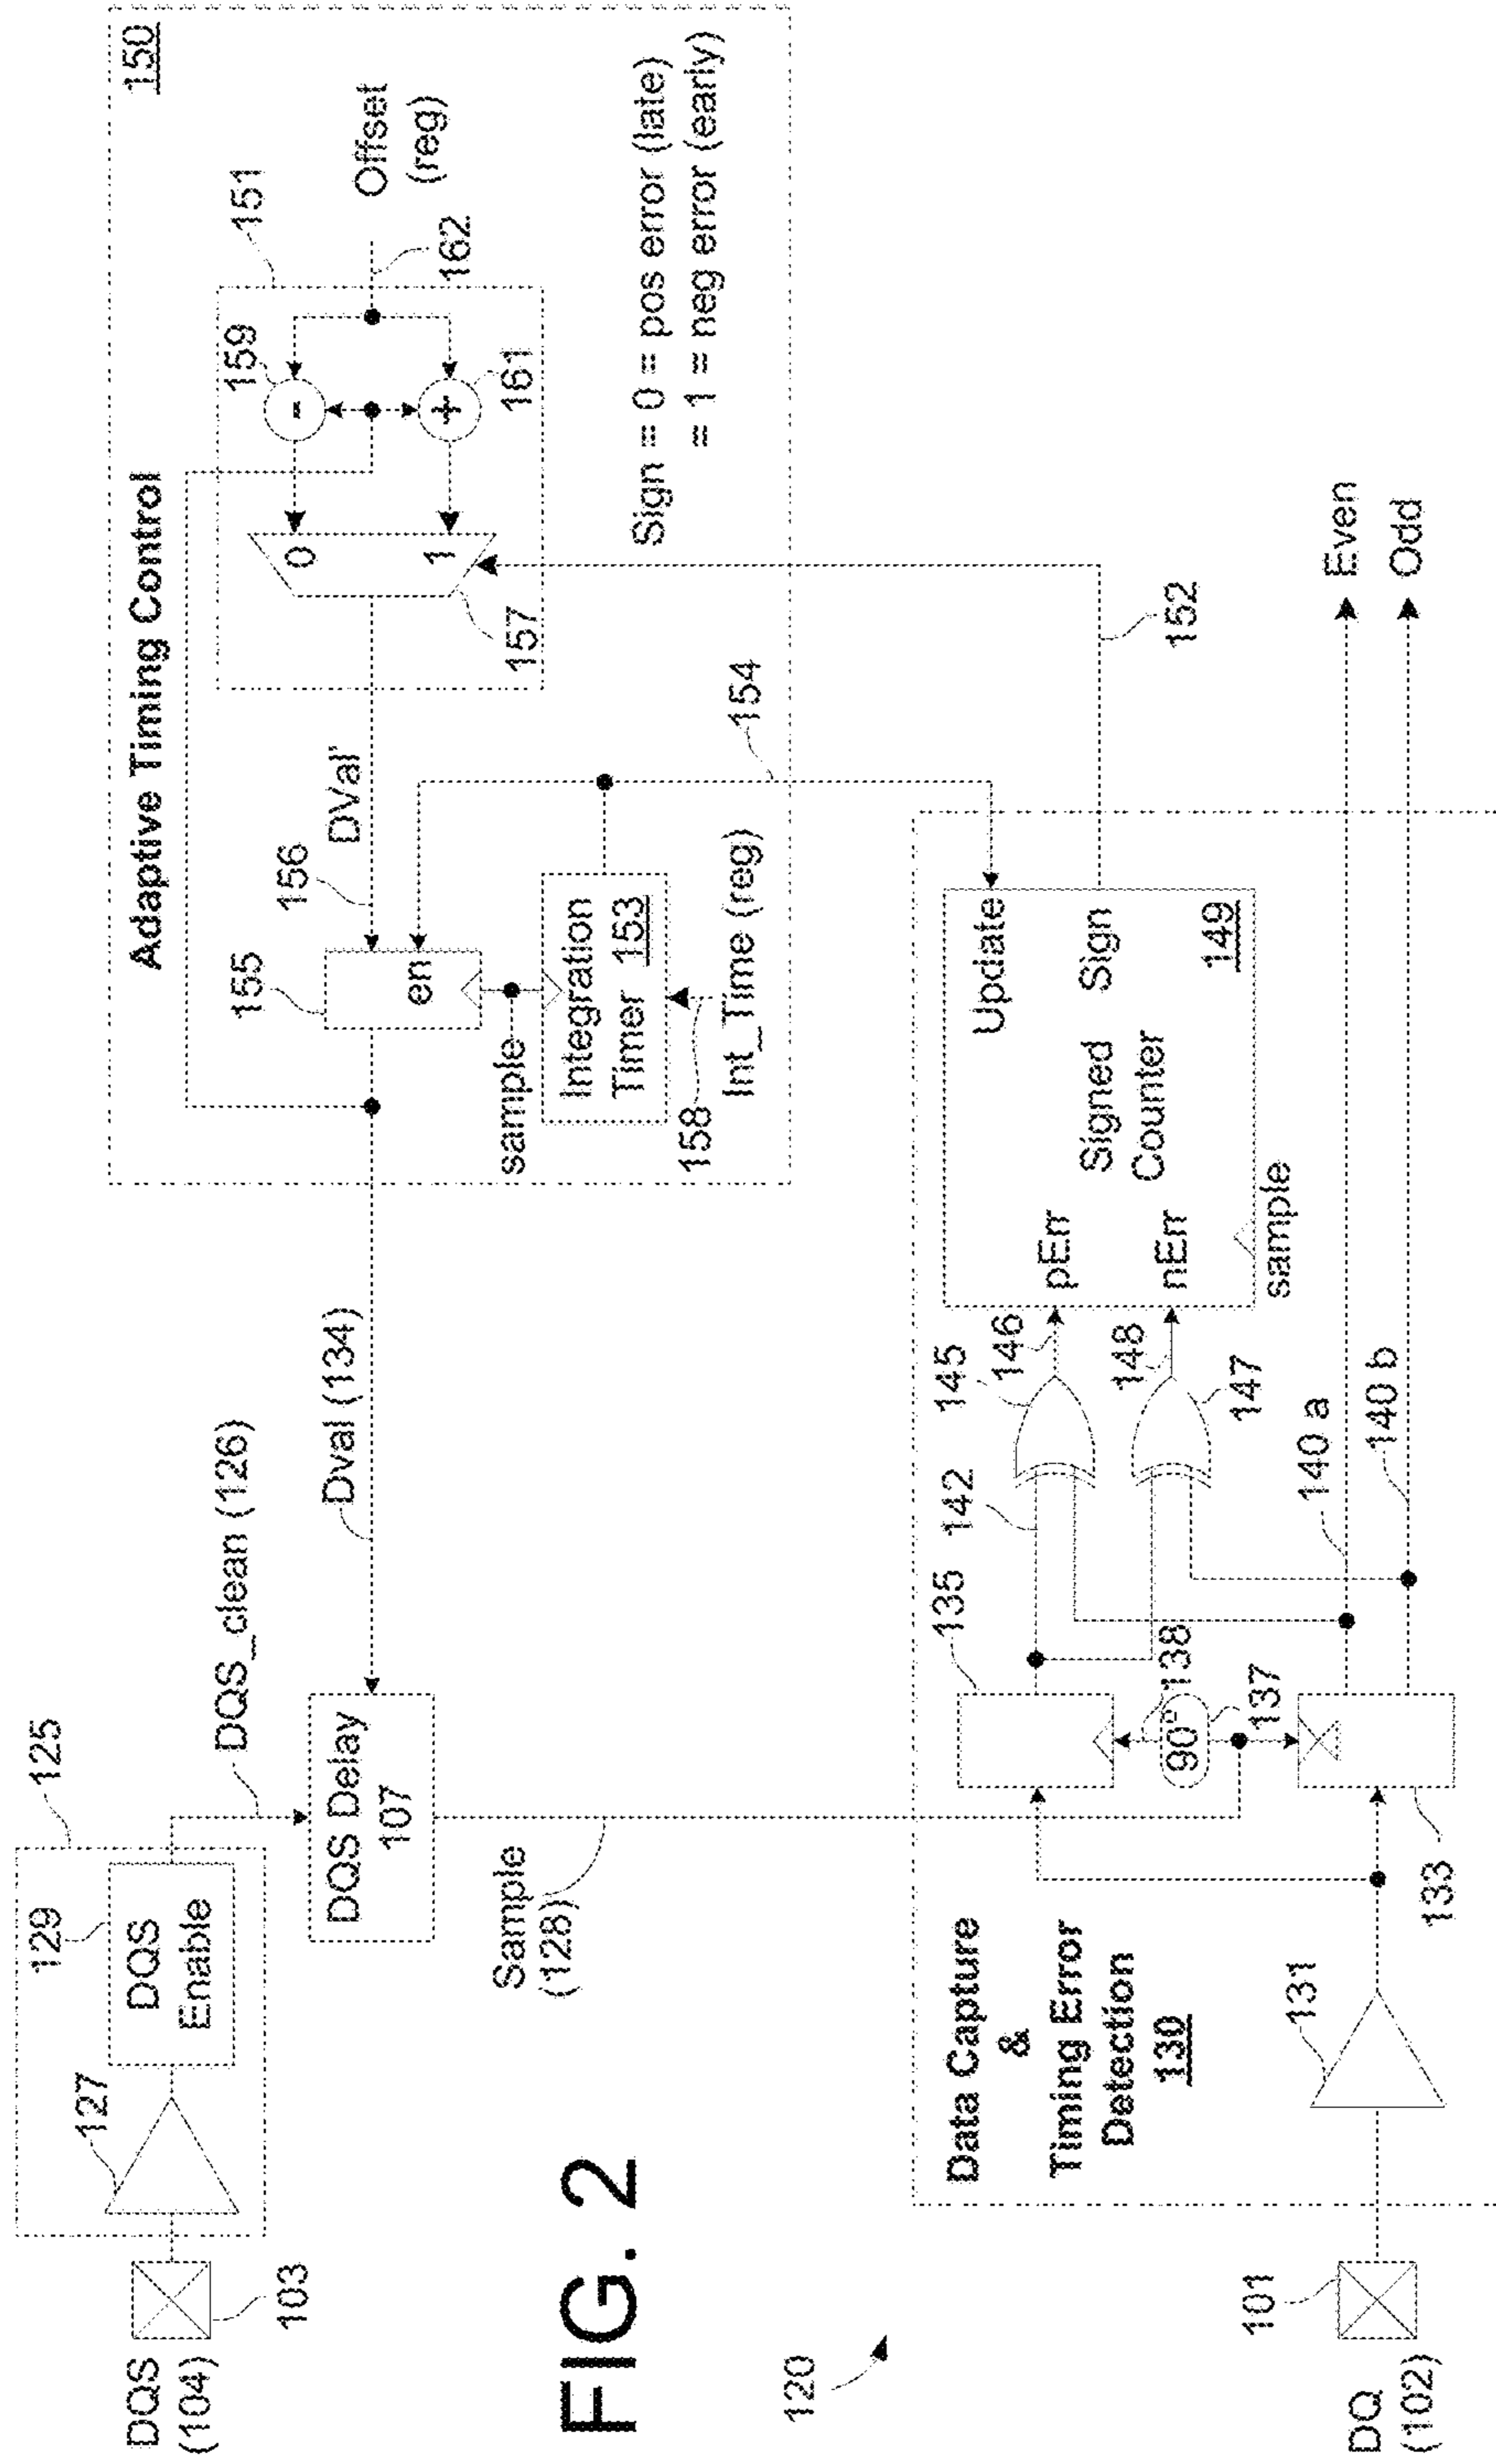 DQS
(104)
103
127
129
DQS
Enable
125
DQS_clean (126)
DQS Delay
107
Dval (134)
Sample
(128)
Adaptive Timing Control
150
155
156
DVal'
en
sample
Integration
Timer 153
158
Int_Time (reg)
154
0
1
157
159
-
+
161
151
162
Offset
(reg)
Sign = 0 = pos error (late)
= 1 = neg error (early)
152
FIG. 2
120
Data Capture
&
Timing Error
Detection
130
DQ
(102)
101
131
133
135
90°
138
137
142
145
146
147
148
140 a
140 b
pErr
nErr
Signed
Counter
Update
Sign
149
sample
Even
Odd